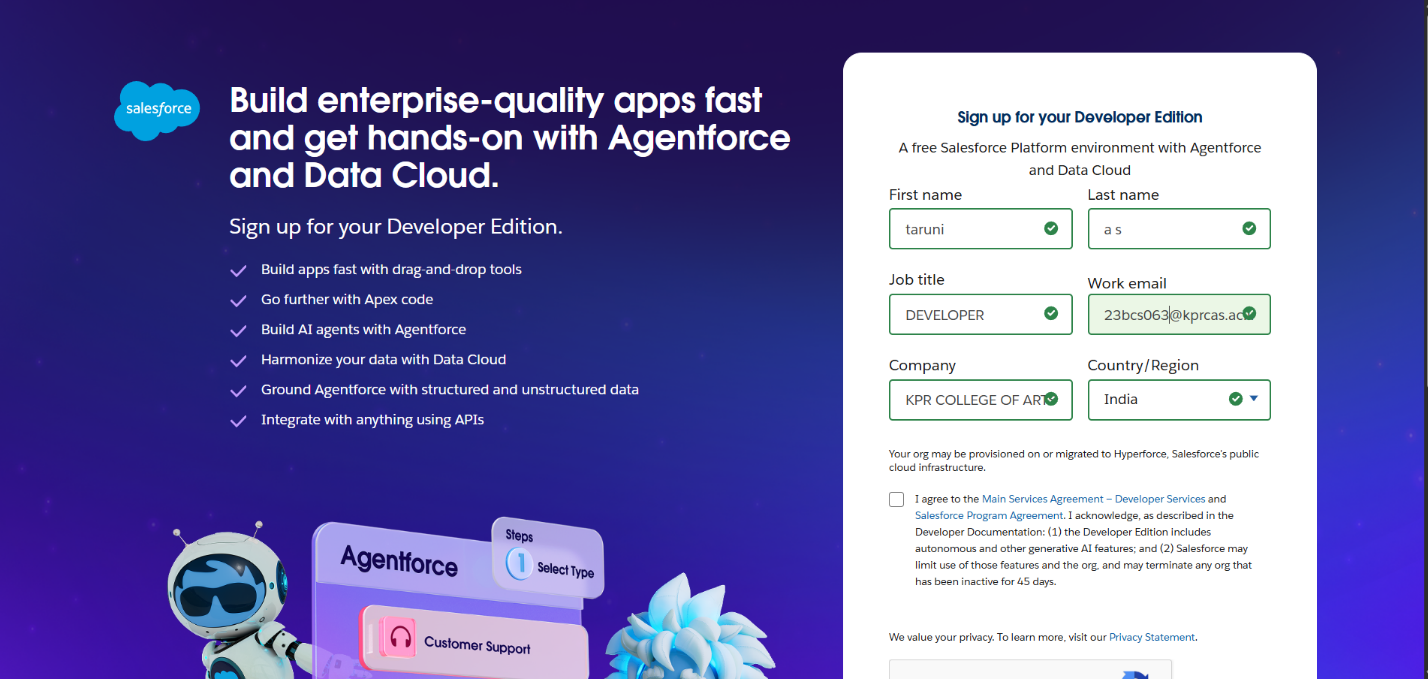 salesforce
Build enterprise-quality apps fast
and get hands-on with Agentforce
and Data Cloud.
Sign up for your Developer Edition.
Build apps fast with drag-and-drop tools
Go further with Apex code
Build AI agents with Agentforce
Harmonize your data with Data Cloud
Ground Agentforce with structured and unstructured data
Integrate with anything using APIs
Agentforce
Steps
1 Select Type
Customer Support
Sign up for your Developer Edition
A free Salesforce Platform environment with Agentforce
and Data Cloud
First name
Last name
taruni
a s
Job title
Work email
DEVELOPER
23bcs063@kprcas.ac
Company
Country/Region
KPR COLLEGE OF
India
Your org may be provisioned on or migrated to Hyperforce, Salesforce's public
cloud infrastructure.
I agree to the Main Services Agreement – Developer Services and
Salesforce Program Agreement. I acknowledge, as described in the
Developer Documentation: (1) the Developer Edition includes
autonomous and other generative AI features; and (2) Salesforce may
limit use of those features and the org, and may terminate any org that
has been inactive for 45 days.
We value your privacy. To learn more, visit our Privacy Statement.